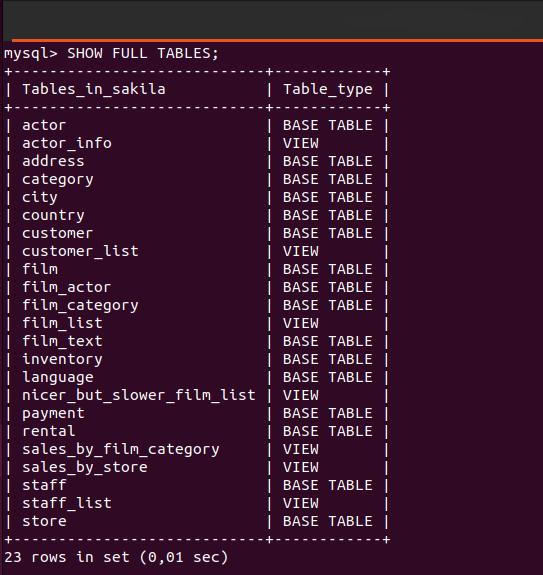 mysql> SHOW FULL TABLES;
+----------------------------+------------+
| Tables_in_sakila           | Table_type |
+----------------------------+------------+
| actor                      | BASE TABLE |
| actor_info                 | VIEW       |
| address                    | BASE TABLE |
| category                   | BASE TABLE |
| city                       | BASE TABLE |
| country                    | BASE TABLE |
| customer                   | BASE TABLE |
| customer_list              | VIEW       |
| film                       | BASE TABLE |
| film_actor                 | BASE TABLE |
| film_category              | BASE TABLE |
| film_list                  | VIEW       |
| film_text                  | BASE TABLE |
| inventory                  | BASE TABLE |
| language                   | BASE TABLE |
| nicer_but_slower_film_list | VIEW       |
| payment                    | BASE TABLE |
| rental                     | BASE TABLE |
| sales_by_film_category     | VIEW       |
| sales_by_store             | VIEW       |
| staff                      | BASE TABLE |
| staff_list                 | VIEW       |
| store                      | BASE TABLE |
+----------------------------+------------+
23 rows in set (0,01 sec)